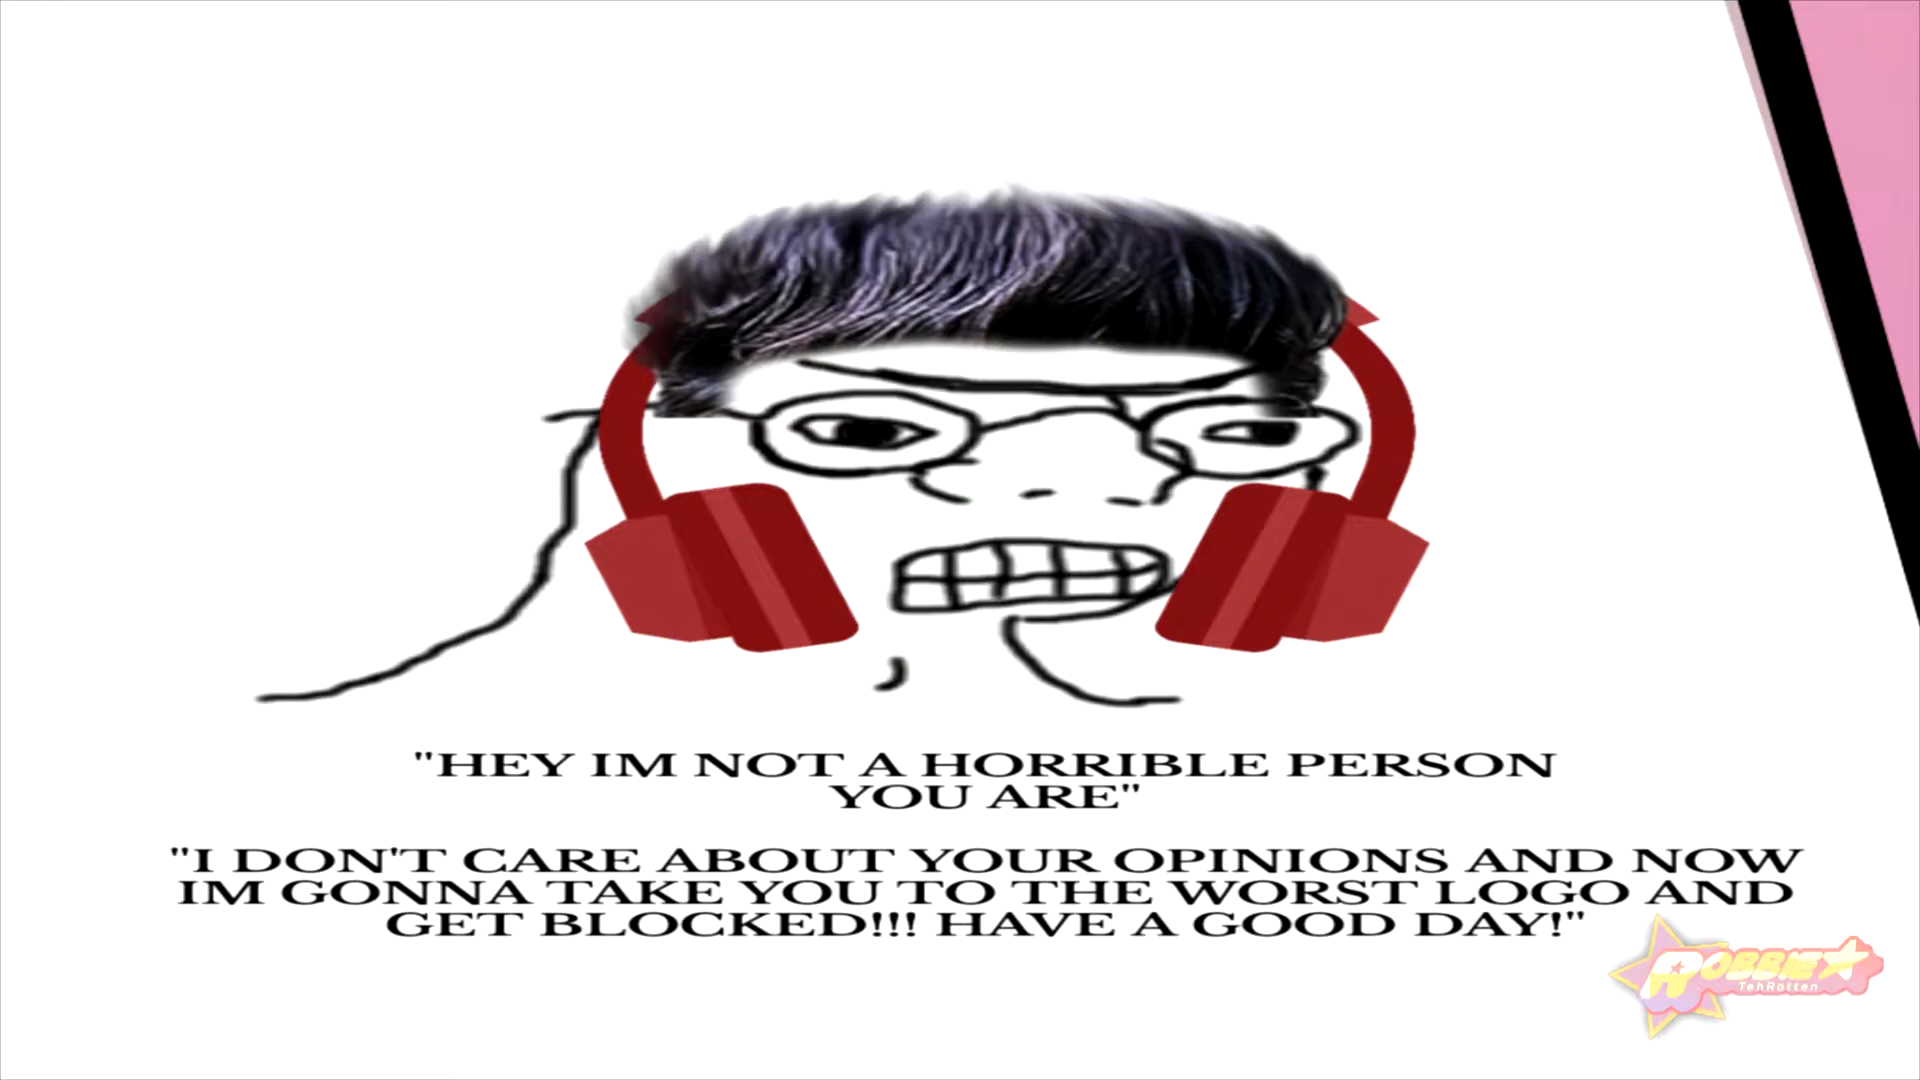 "HEY IM NOT A HORRIBLE PERSON
YOU ARE"
"I DON'T CARE ABOUT YOUR OPINIONS AND NOW
IM GONNA TAKE YOU TO THE WORST LOGO AND
GET BLOCKED!!! HAVE A GOOD DAY!"
ROBBIE
TehRotten